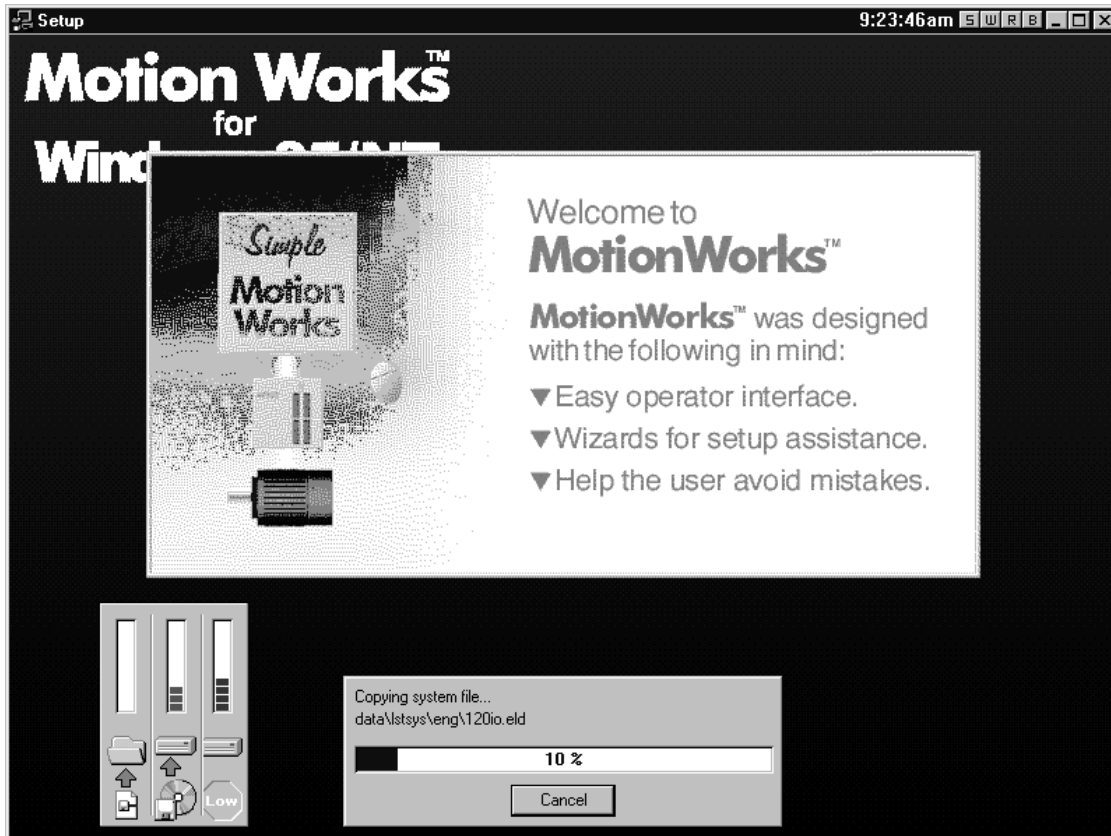 Setup
9:23:46am S W R B
Motion Works™
for
Wind
Welcome to
MotionWorks™
MotionWorks™ was designed
with the following in mind:
▼Easy operator interface.
▼Wizards for setup assistance.
▼Help the user avoid mistakes.
Simple
Motion
Works
Copying system file...
data\lstsys\eng\120io.eld
10 %
Cancel
Low